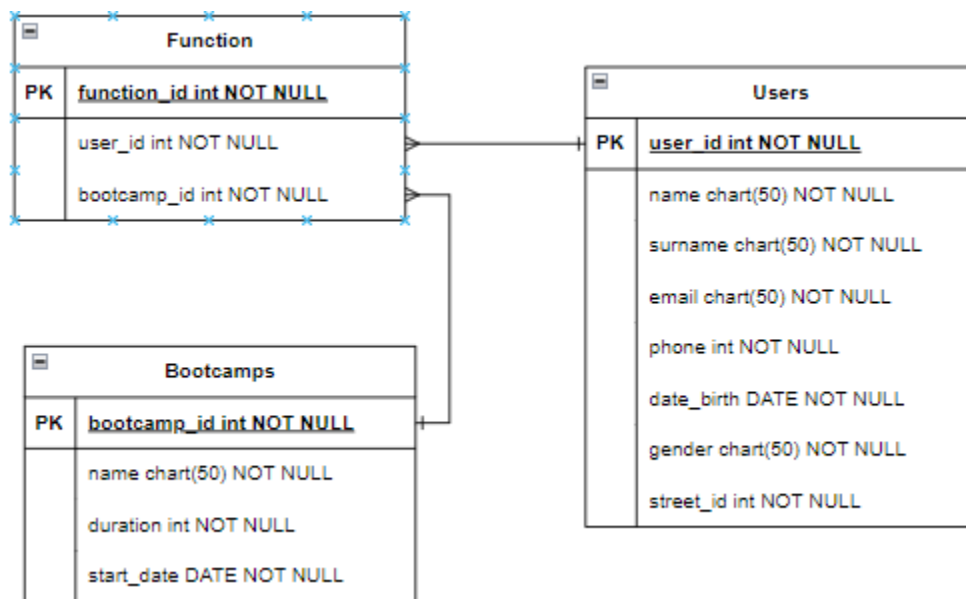 Function
PK function_id int NOT NULL
user_id int NOT NULL
bootcamp_id int NOT NULL
Users
PK user_id int NOT NULL
name chart(50) NOT NULL
surname chart(50) NOT NULL
email chart(50) NOT NULL
phone int NOT NULL
date_birth DATE NOT NULL
gender chart(50) NOT NULL
street_id int NOT NULL
Bootcamps
PK bootcamp_id int NOT NULL
name chart(50) NOT NULL
duration int NOT NULL
start_date DATE NOT NULL